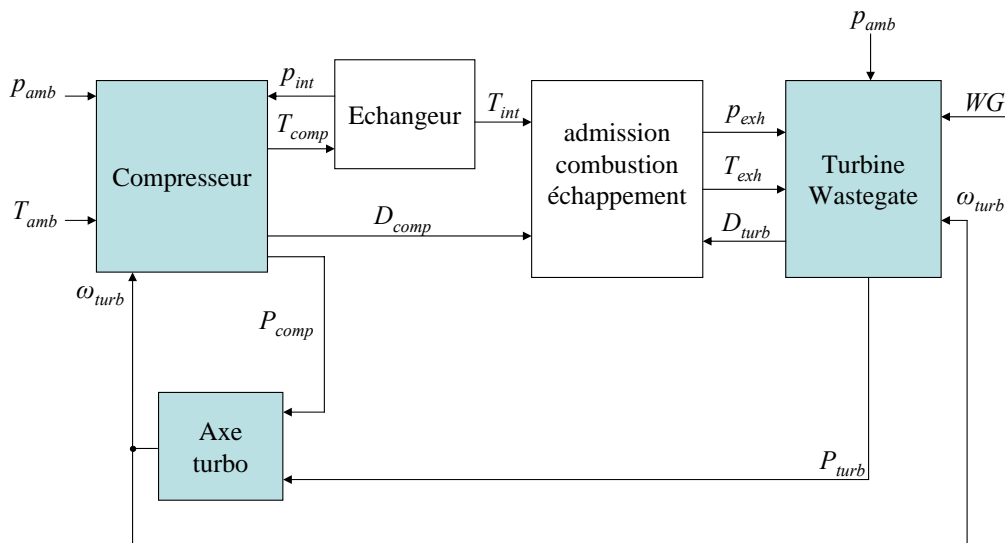 p_amb
p_amb
p_int
Echangeur
T_int
WG
T_comp
p_exh
admission
combustion
échappement
Compresseur
T_exh
Turbine
Wastegate
T_amb
D_comp
D_turb
ω_turb
ω_turb
P_comp
Axe
turbo
P_turb